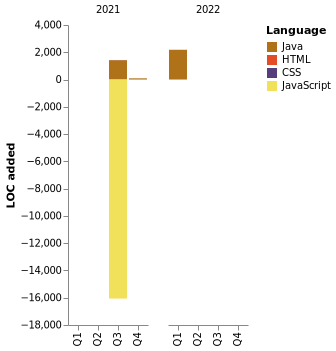 2021 2022
Language
Java
HTML
CSS
JavaScript
LOC added
4,000
2,000
0
−2,000
−4,000
−6,000
−8,000
−10,000
−12,000
−14,000
−16,000
−18,000
Q1 Q2 Q3 Q4 Q1 Q2 Q3 Q4